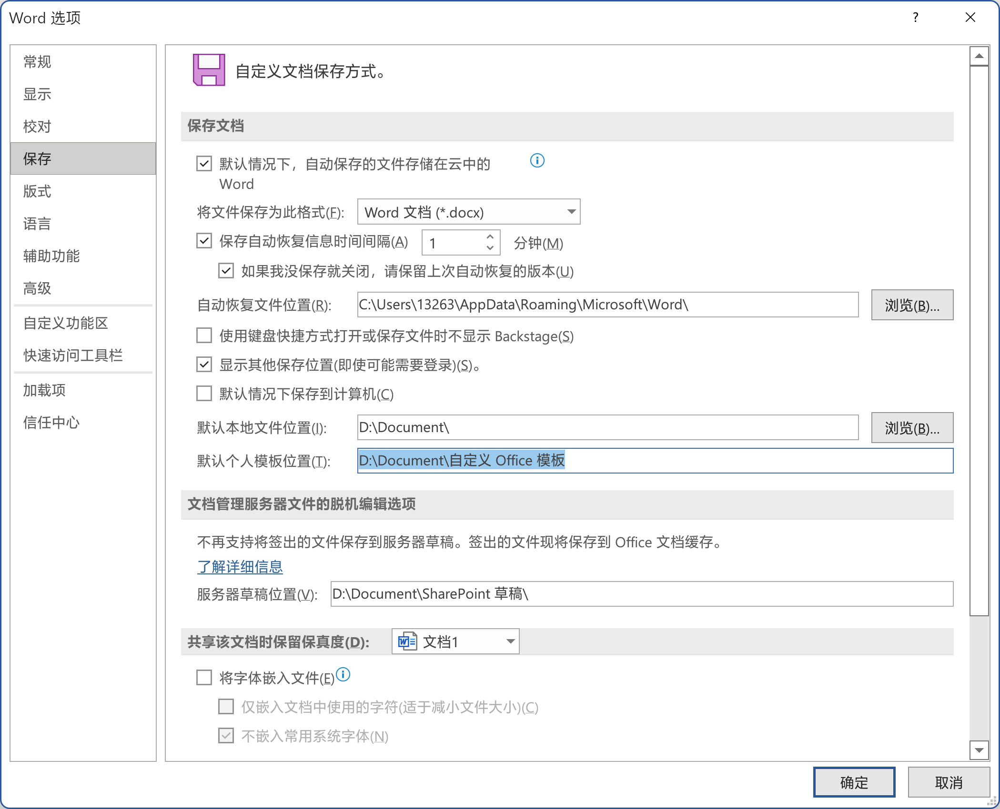 Word 选项
?
常规
显示
校对
保存
版式
语言
辅助功能
高级
自定义功能区
快速访问工具栏
加载项
信任中心
自定义文档保存方式。
保存文档
默认情况下，自动保存的文件存储在云中的
Word
将文件保存为此格式(F): Word 文档 (*.docx)
保存自动恢复信息时间间隔(A) 1 分钟(M)
如果我没保存就关闭，请保留上次自动恢复的版本(U)
自动恢复文件位置(R): C:\Users\13263\AppData\Roaming\Microsoft\Word\ 浏览(B)...
使用键盘快捷方式打开或保存文件时不显示 Backstage(S)
显示其他保存位置(即使可能需要登录)(S)。
默认情况下保存到计算机(C)
默认本地文件位置(I): D:\Document\ 浏览(B)...
默认个人模板位置(T): D:\Document\自定义 Office 模板
文档管理服务器文件的脱机编辑选项
不再支持将签出的文件保存到服务器草稿。签出的文件现将保存到 Office 文档缓存。
了解详细信息
服务器草稿位置(V): D:\Document\SharePoint 草稿\
共享该文档时保留保真度(D): 文档1
将字体嵌入文件(E)
仅嵌入文档中使用的字符(适于减小文件大小)(C)
不嵌入常用系统字体(N)
确定 取消